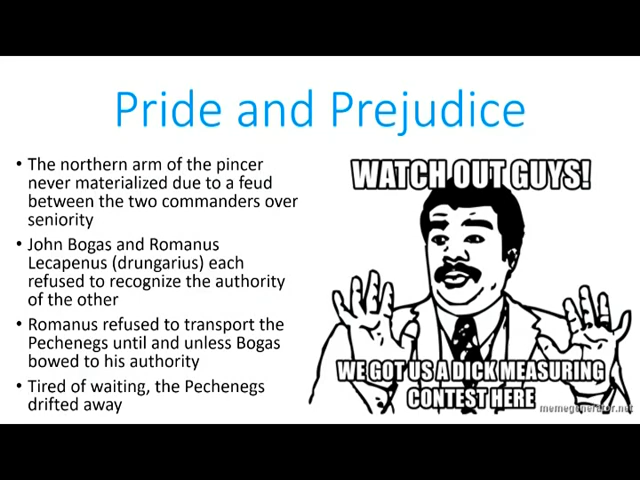 Pride and Prejudice
• The northern arm of the pincer
never materialized due to a feud
between the two commanders over
seniority
• John Bogas and Romanus
Lecapenus (drungarius) each
refused to recognize the authority
of the other
• Romanus refused to transport the
Pechenegs until and unless Bogas
bowed to his authority
• Tired of waiting, the Pechenegs
drifted away
WATCH OUT GUYS!
WE GOT US A DICK MEASURING
CONTEST HERE
memegenerator.net